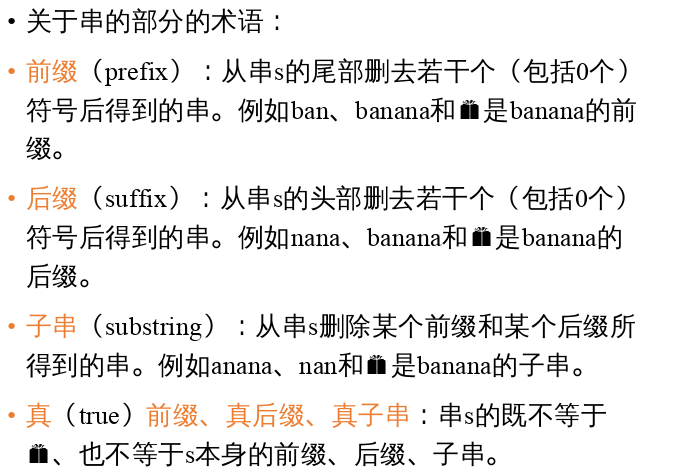 • 关于串的部分的术语：
• 前缀（prefix）：从串s的尾部删去若干个（包括0个）
符号后得到的串。例如ban、banana和🎁是banana的前
缀。
• 后缀（suffix）：从串s的头部删去若干个（包括0个）
符号后得到的串。例如nana、banana和🎁是banana的
后缀。
• 子串（substring）：从串s删除某个前缀和某个后缀所
得到的串。例如anana、nan和🎁是banana的子串。
• 真（true）前缀、真后缀、真子串：串s的既不等于
🎁、也不等于s本身的前缀、后缀、子串。